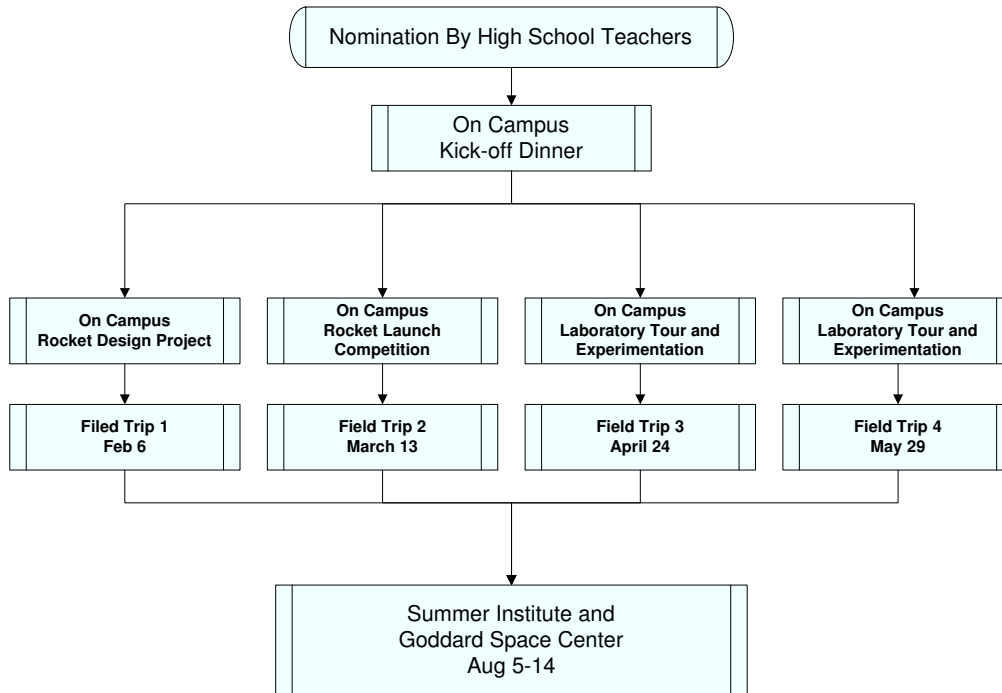 Nomination By High School Teachers
On Campus
Kick-off Dinner
On Campus
Rocket Design Project
On Campus
Rocket Launch
Competition
On Campus
Laboratory Tour and
Experimentation
On Campus
Laboratory Tour and
Experimentation
Filed Trip 1
Feb 6
Field Trip 2
March 13
Field Trip 3
April 24
Field Trip 4
May 29
Summer Institute and
Goddard Space Center
Aug 5-14